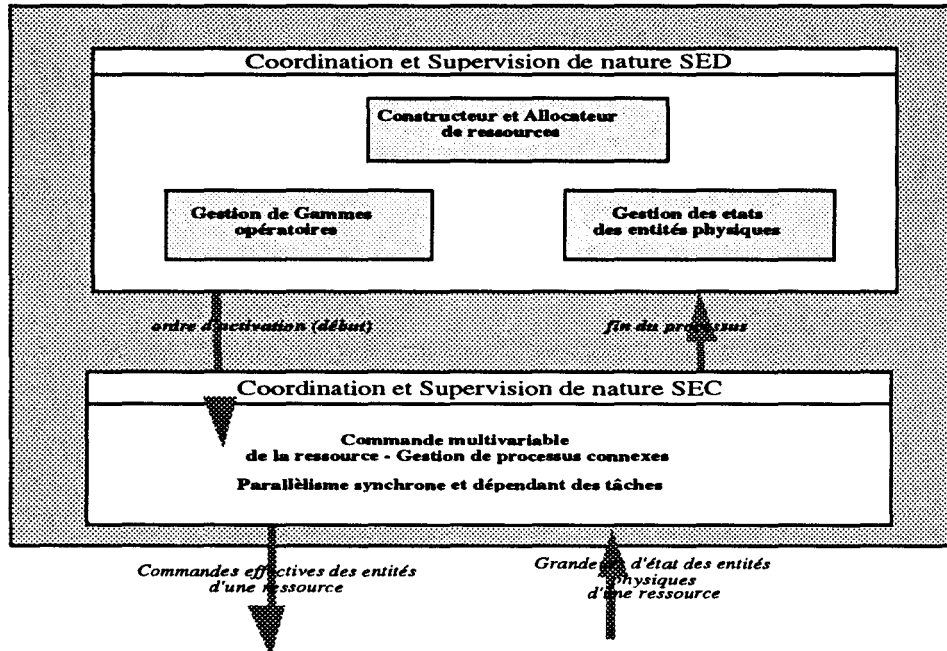 Coordination et Supervision de nature SED
Constructeur et Allocateur
de ressources
Gestion de Gammes
opératoires
Gestion des etats
des entités physiques
ordre d'activation (début)
fin du processus
Coordination et Supervision de nature SEC
Commande multivariable
de la ressource - Gestion de processus connexes
Parallèlisme synchrone et dépendant des tâches
Commandes effectives des entités
d'une ressource
Grandeurs d'état des entités
physiques
d'une ressource